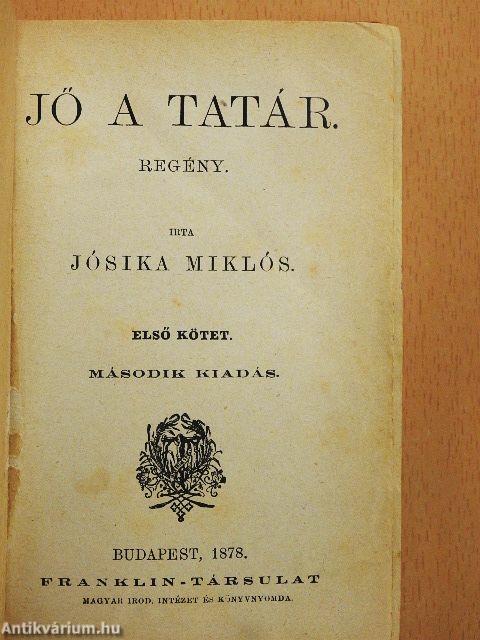 JŐ A TATÁR.
REGÉNY.
IRTA
JÓSIKA MIKLÓS.
ELSŐ KÖTET.
MÁSODIK KIADÁS.
BUDAPEST, 1878.
FRANKLIN-TÁRSULAT
MAGYAR IROD. INTÉZET ÉS KÖNYVNYOMDA.
Antikvárium.hu